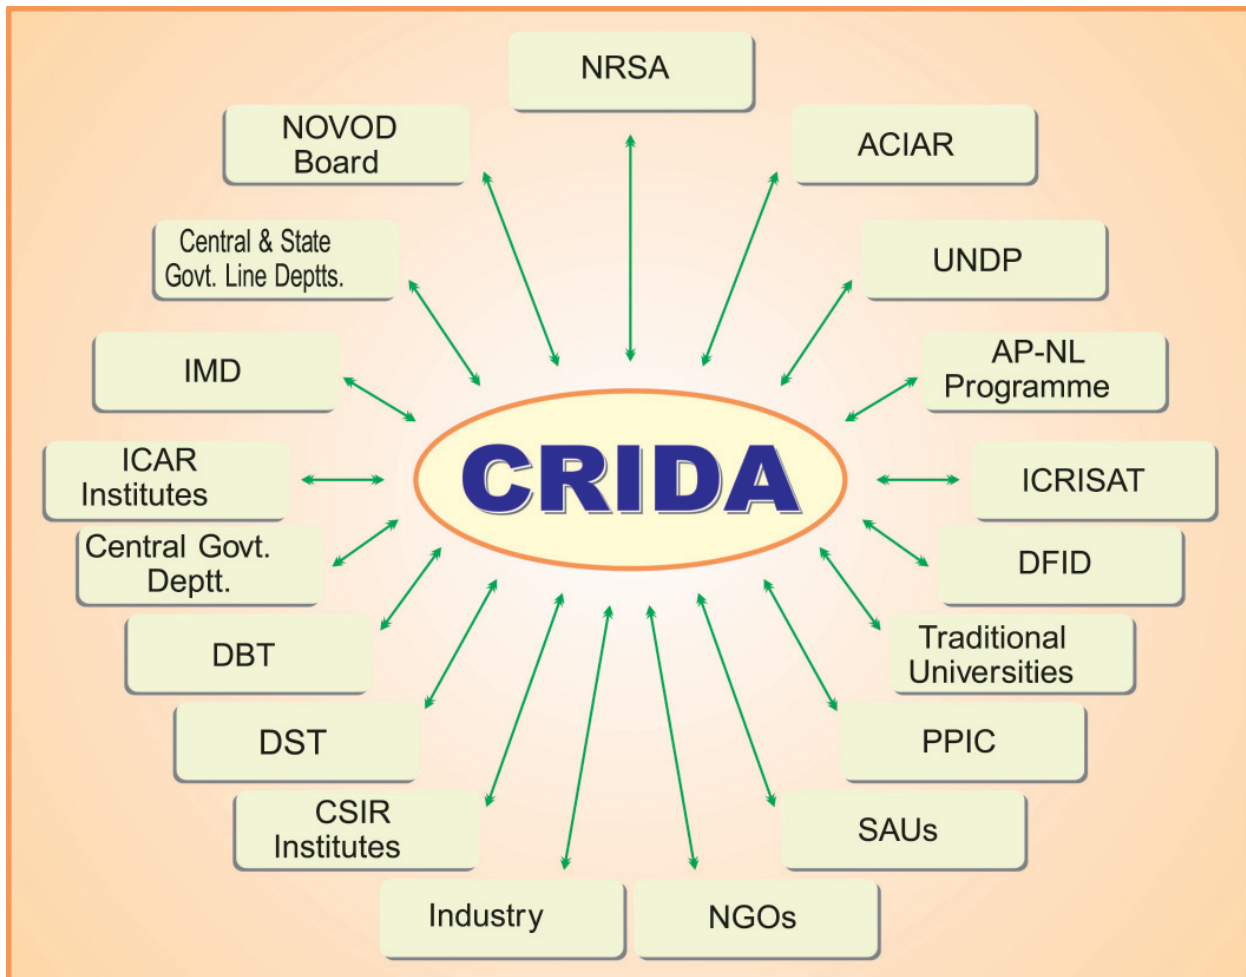 NRSA
NOVOD
Board
ACIAR
Central & State
Govt. Line Deptts.
UNDP
IMD
AP-NL
Programme
CRIDA
ICAR
Institutes
ICRISAT
Central Govt.
Deptt.
DFID
DBT
Traditional
Universities
DST
PPIC
CSIR
Institutes
SAUs
Industry
NGOs